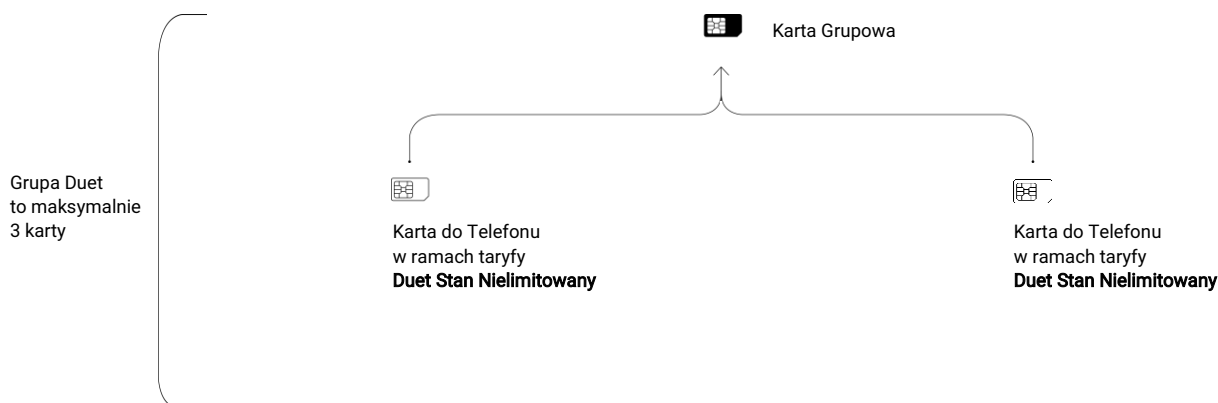 Karta Grupowa
Grupa Duet
to maksymalnie
3 karty
Karta do Telefonu
w ramach taryfy
Duet Stan Nielimitowany
Karta do Telefonu
w ramach taryfy
Duet Stan Nielimitowany